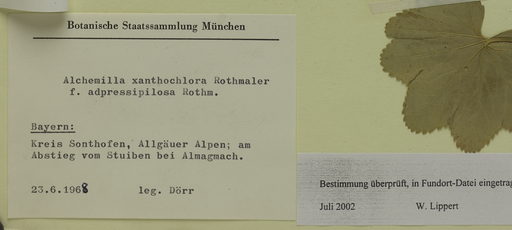 Botanische Staatssammlung München
Alchemilla xanthochlora Rothmaler
f. adpressipilosa Rothm.
Bayern:
Kreis Sonthofen, Allgäuer Alpen; am
Abstieg vom Stuiben bei Almagmach.
23.6.1968 leg. Dörr
Bestimmung überprüft, in Fundort-Datei eingetrag
Juli 2002 W. Lippert